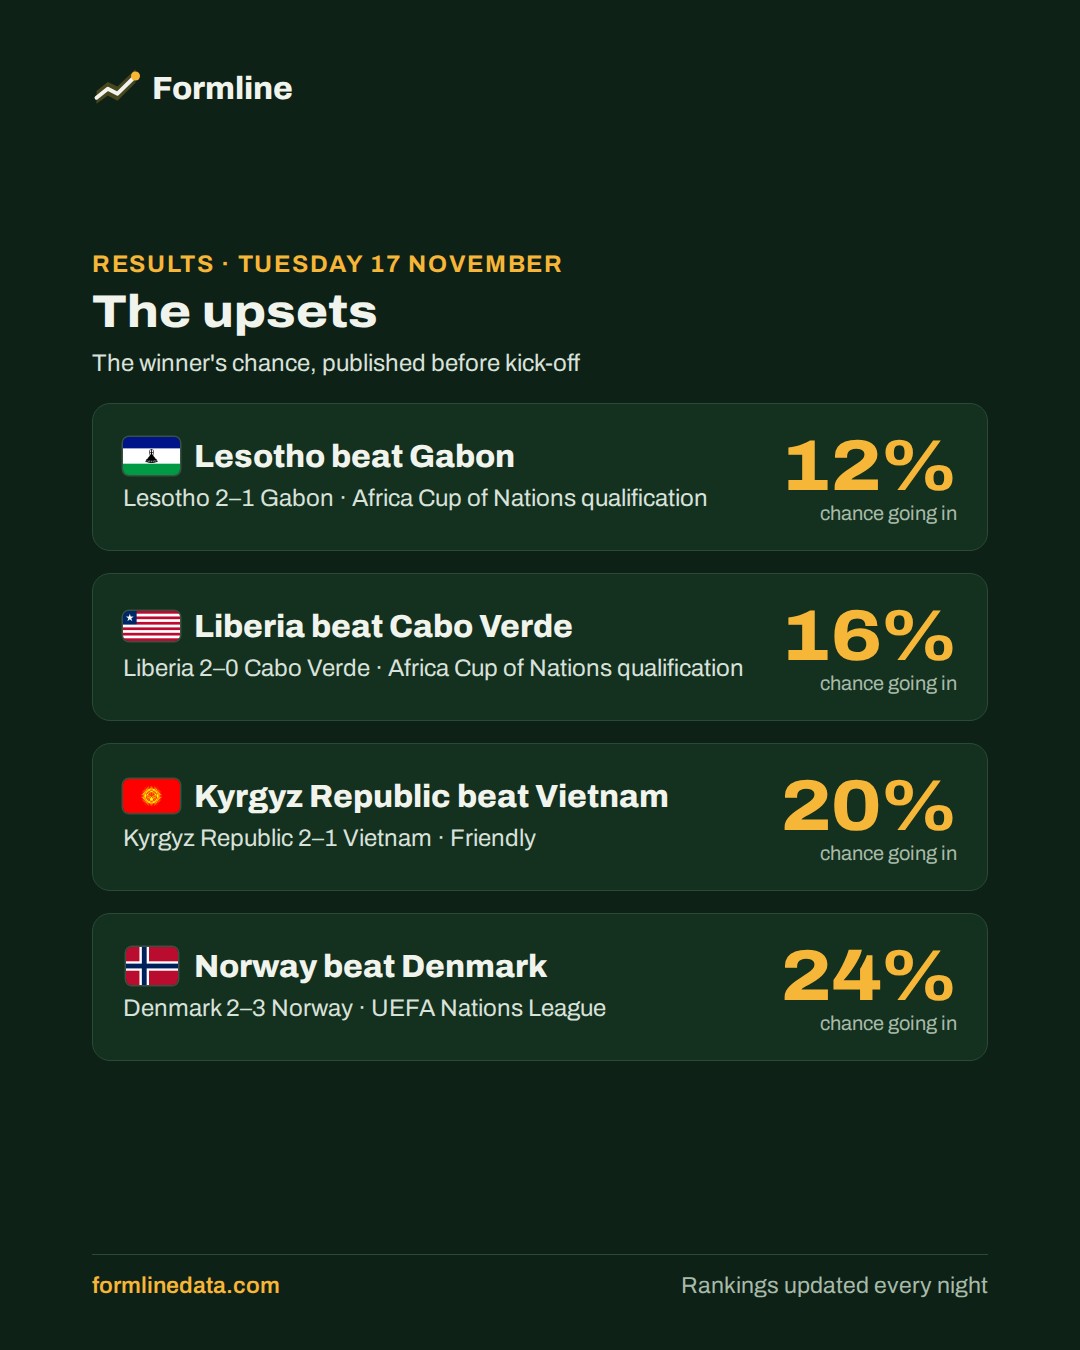 Formline
RESULTS · TUESDAY 17 NOVEMBER
The upsets
The winner's chance, published before kick-off
Lesotho beat Gabon
Lesotho 2–1 Gabon · Africa Cup of Nations qualification
12%
chance going in
Liberia beat Cabo Verde
Liberia 2–0 Cabo Verde · Africa Cup of Nations qualification
16%
chance going in
Kyrgyz Republic beat Vietnam
Kyrgyz Republic 2–1 Vietnam · Friendly
20%
chance going in
Norway beat Denmark
Denmark 2–3 Norway · UEFA Nations League
24%
chance going in
formlinedata.com
Rankings updated every night